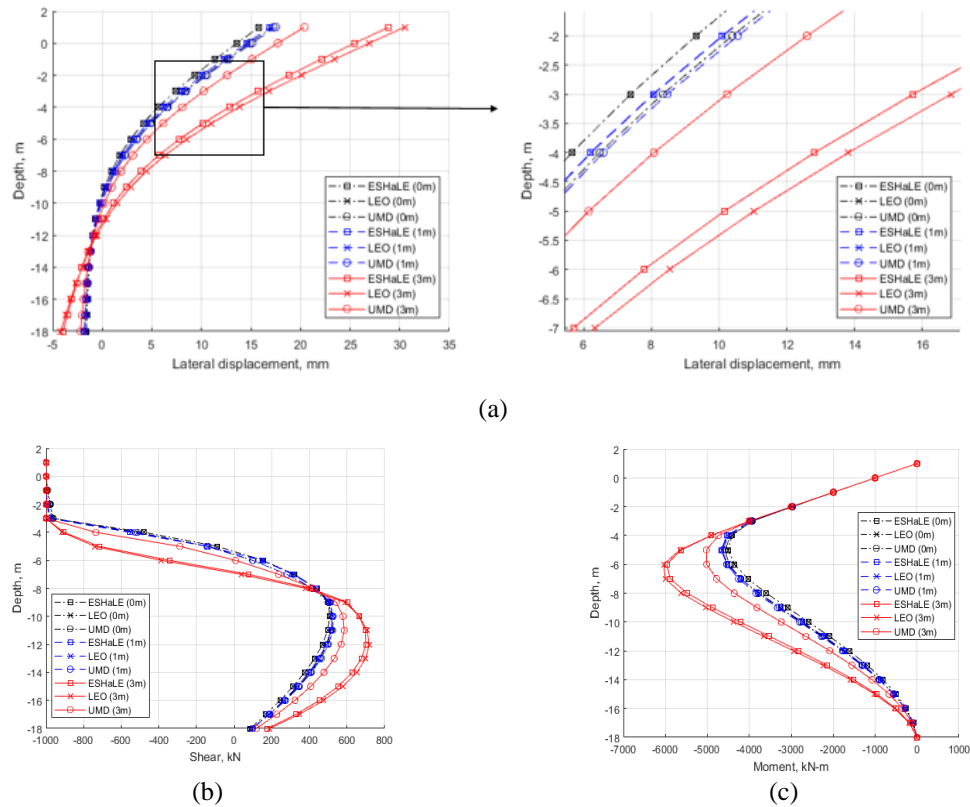 2
0
-2
-4
-6
-8
-10
-12
-14
-16
-18
Depth, m
-5
0
5
10
15
20
25
30
35
Lateral displacement, mm
ESHaLE (0m)
LEO (0m)
UMD (0m)
ESHaLE (1m)
LEO (1m)
UMD (1m)
ESHaLE (3m)
LEO (3m)
UMD (3m)
-2
-2.5
-3
-3.5
-4
-4.5
-5
-5.5
-6
-6.5
-7
Depth, m
6
8
10
12
14
16
Lateral displacement, mm
ESHaLE (0m)
LEO (0m)
UMD (0m)
ESHaLE (1m)
LEO (1m)
UMD (1m)
ESHaLE (3m)
LEO (3m)
UMD (3m)
(a)
2
0
-2
-4
-6
-8
-10
-12
-14
-16
-18
Depth, m
-1000
-800
-600
-400
-200
0
200
400
600
800
Shear, kN
ESHaLE (0m)
LEO (0m)
UMD (0m)
ESHaLE (1m)
LEO (1m)
UMD (1m)
ESHaLE (3m)
LEO (3m)
UMD (3m)
(b)
2
0
-2
-4
-6
-8
-10
-12
-14
-16
-18
Depth, m
-7000
-6000
-5000
-4000
-3000
-2000
-1000
0
1000
Moment, kN-m
ESHaLE (0m)
LEO (0m)
UMD (0m)
ESHaLE (1m)
LEO (1m)
UMD (1m)
ESHaLE (3m)
LEO (3m)
UMD (3m)
(c)